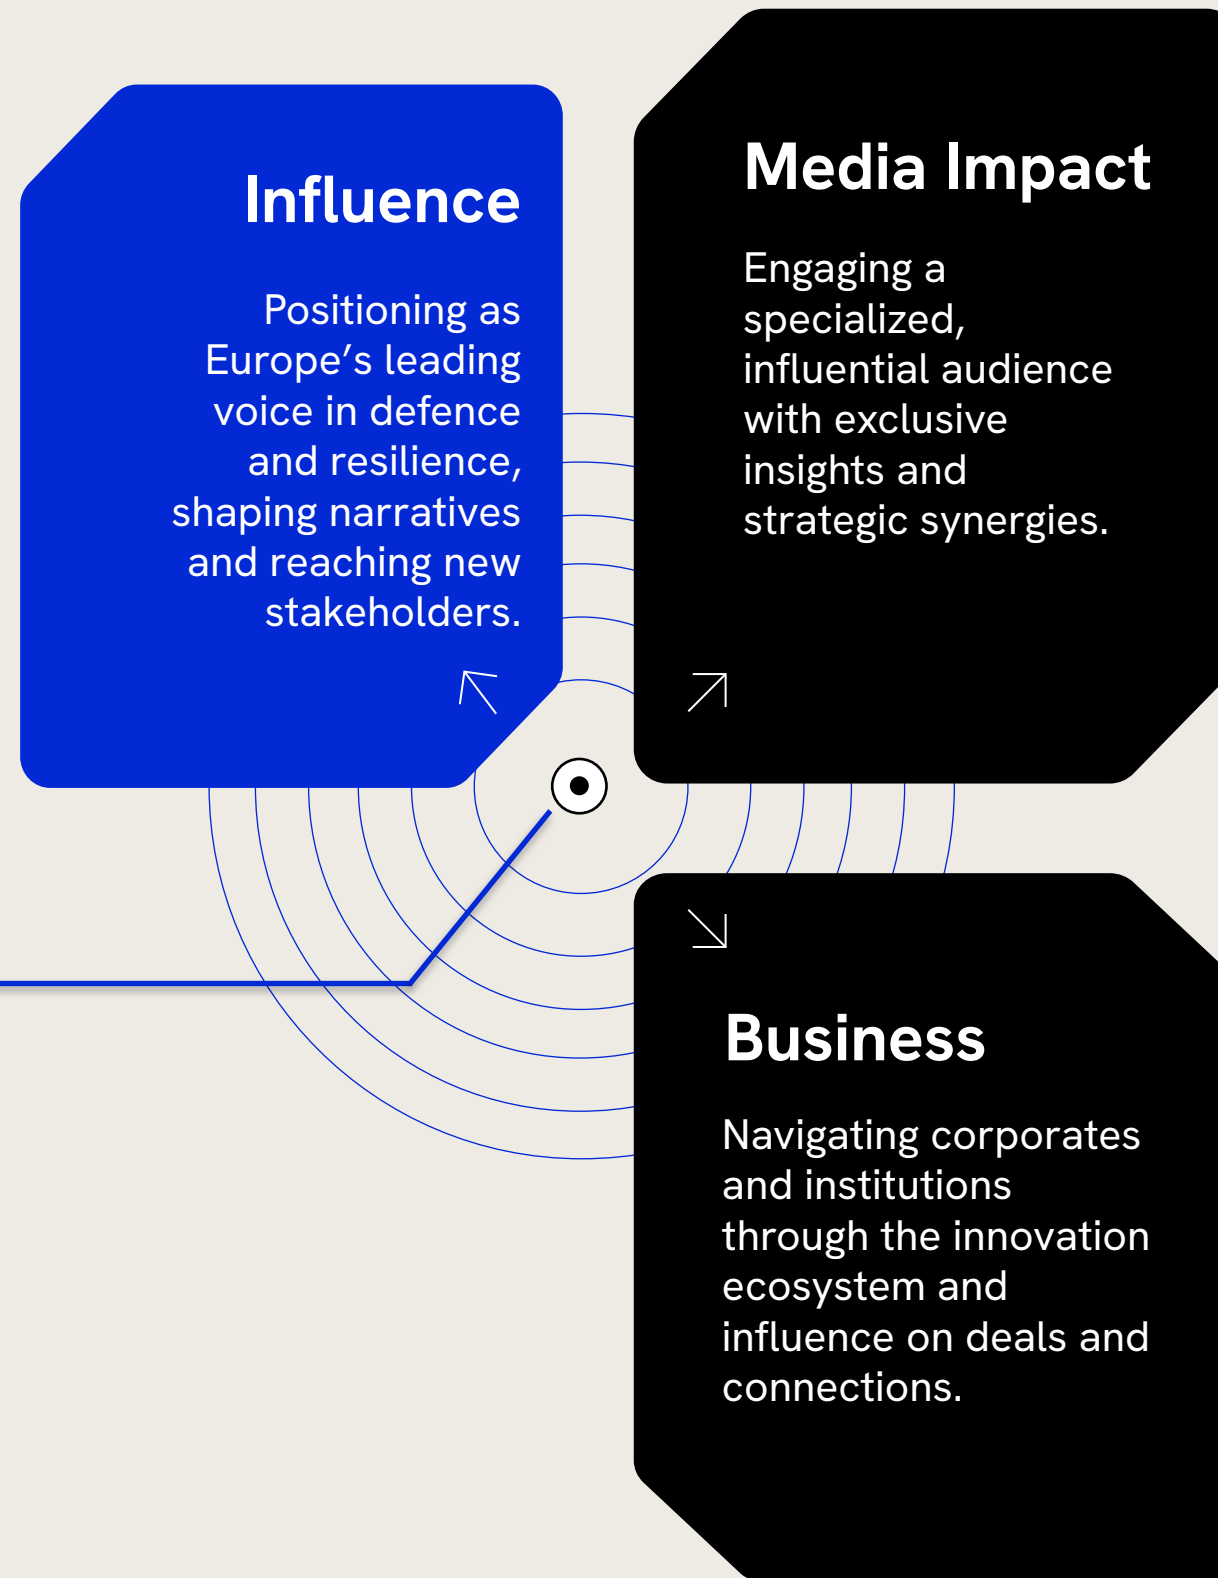 Influence
Positioning as
Europe’s leading
voice in defence
and resilience,
shaping narratives
and reaching new
stakeholders.
Media Impact
Engaging a
specialized,
influential audience
with exclusive
insights and
strategic synergies.
Business
Navigating corporates
and institutions
through the innovation
ecosystem and
influence on deals and
connections.